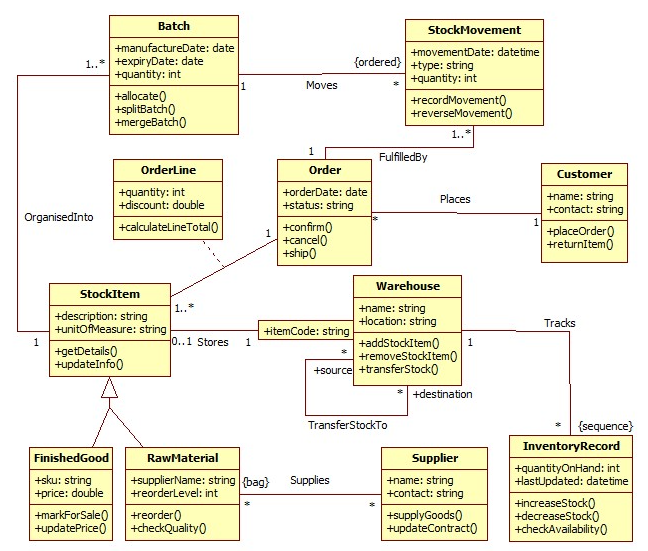 Batch
+manufactureDate: date
+expiryDate: date
+quantity: int
+allocate()
+splitBatch()
+mergeBatch()
StockMovement
+movementDate: datetime
+type: string
+quantity: int
+recordMovement()
+reverseMovement()
1..*
1
Moves
{ordered}
*
1..*
1
FulfilledBy
OrderLine
+quantity: int
+discount: double
+calculateLineTotal()
Order
+orderDate: date
+status: string
+confirm()
+cancel()
+ship()
Customer
+name: string
+contact: string
+placeOrder()
+returnItem()
Places
*
1
OrganisedInto
1
1..*
StockItem
+description: string
+unitOfMeasure: string
+getDetails()
+updateInfo()
1
0..1
Stores
1
+itemCode: string
Warehouse
+name: string
+location: string
+addStockItem()
+removeStockItem()
+transferStock()
1
Tracks
*
+source
*
+destination
TransferStockTo
*
{sequence}
FinishedGood
+sku: string
+price: double
+markForSale()
+updatePrice()
RawMaterial
+supplierName: string
+reorderLevel: int
+reorder()
+checkQuality()
{bag}
*
Supplies
*
Supplier
+name: string
+contact: string
+supplyGoods()
+updateContract()
InventoryRecord
+quantityOnHand: int
+lastUpdated: datetime
+increaseStock()
+decreaseStock()
+checkAvailability()